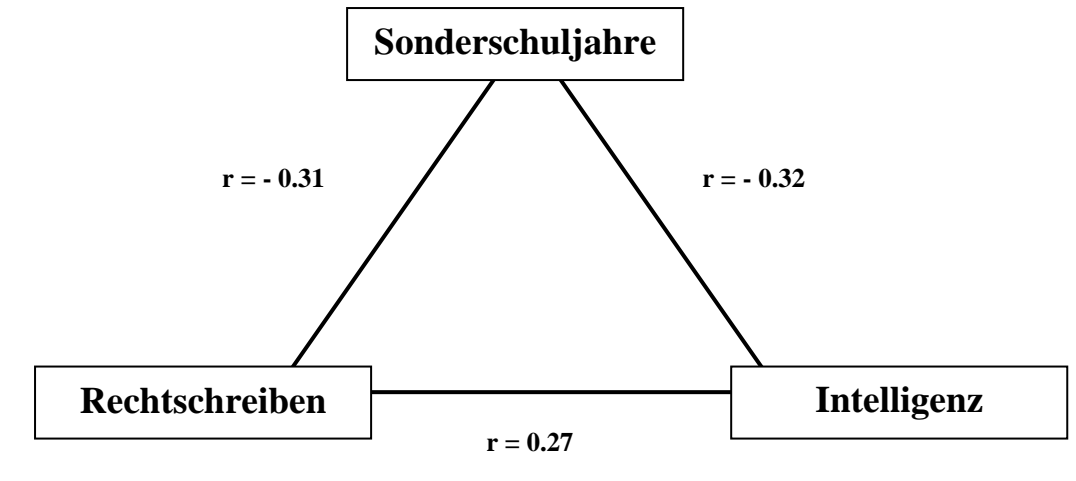 Sonderschuljahre
r = - 0.31
r = - 0.32
Rechtschreiben
Intelligenz
r = 0.27